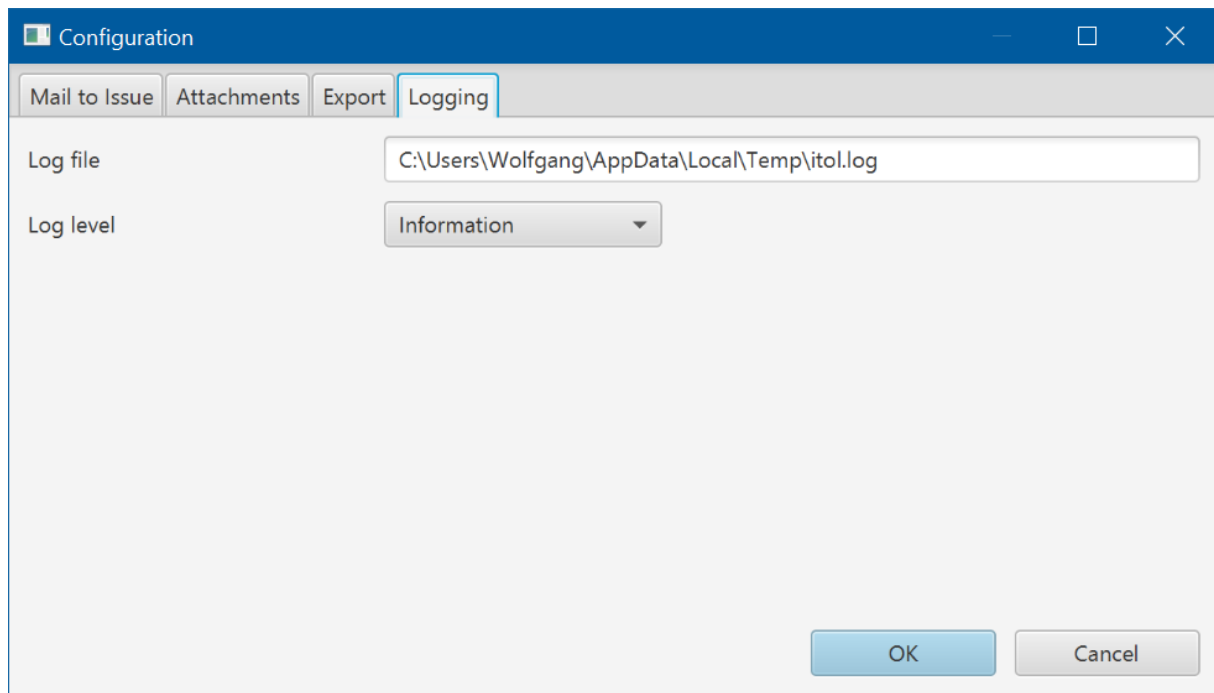 Configuration
Mail to Issue Attachments Export Logging
Log file C:\Users\Wolfgang\AppData\Local\Temp\itol.log
Log level Information
OK Cancel